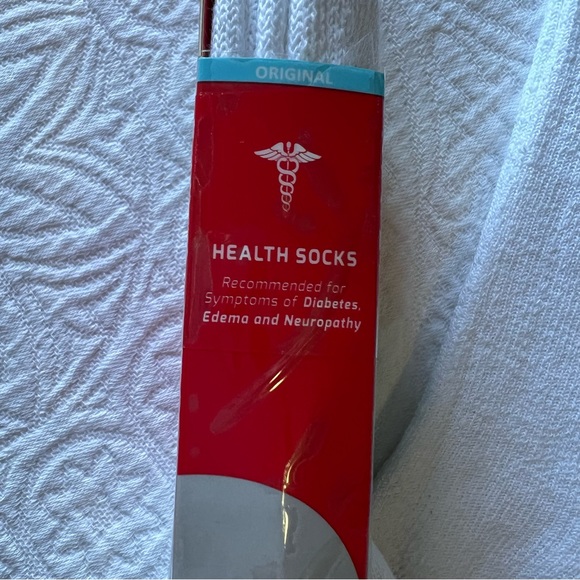 ORIGINAL
HEALTH SOCKS
Recommended for
Symptoms of Diabetes,
Edema and Neuropathy